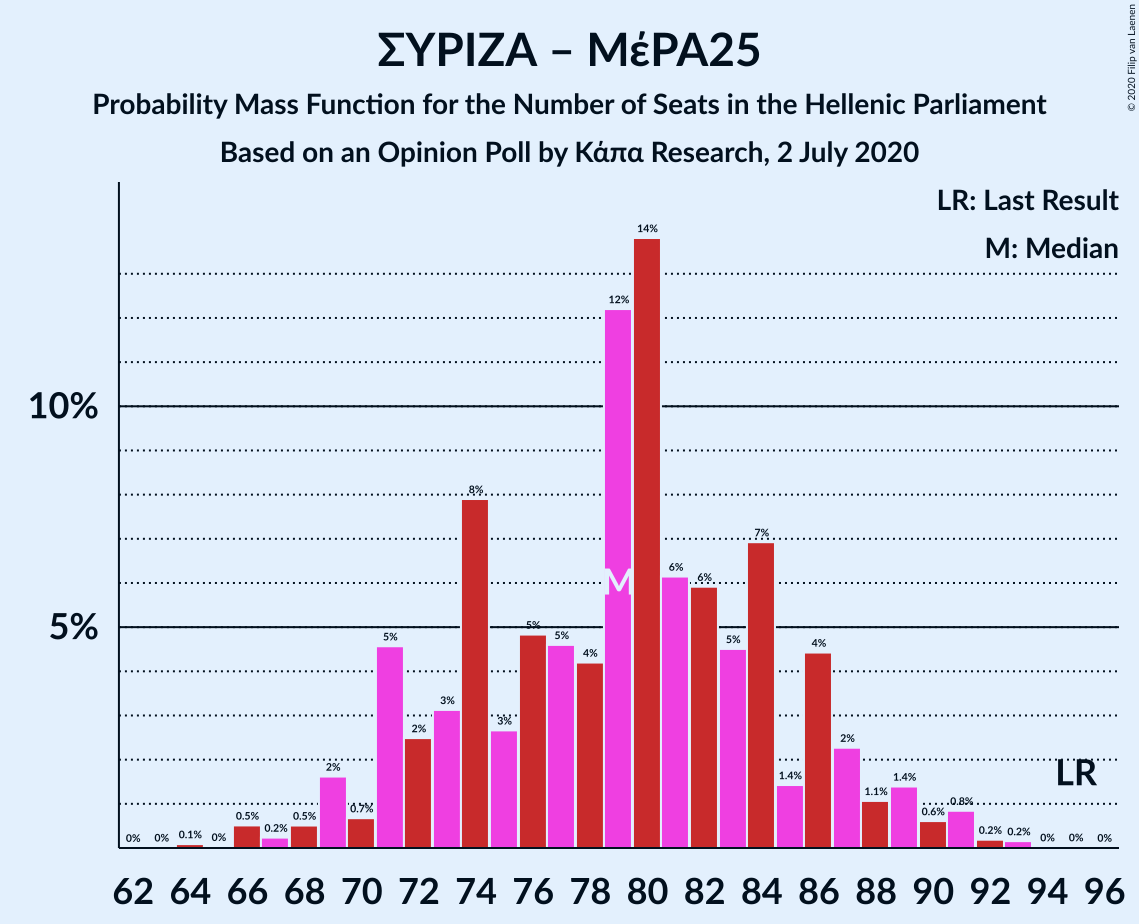 ΣΥΡΙΖΑ – ΜέΡΑ25
Probability Mass Function for the Number of Seats in the Hellenic Parliament
Based on an Opinion Poll by Κάπα Research, 2 July 2020
© 2020 Filip van Laenen
LR: Last Result
M: Median
10%
5%
0% 0% 0.1% 0% 0.5% 0.2% 0.5% 2% 0.7% 5% 2% 3% 8% 3% 5% 5% 4% 12% 14% 6% 6% 5% 7% 1.4% 4% 2% 1.1% 1.4% 0.6% 0.8% 0.2% 0.2% 0% 0% 0%
M
LR
62 64 66 68 70 72 74 76 78 80 82 84 86 88 90 92 94 96